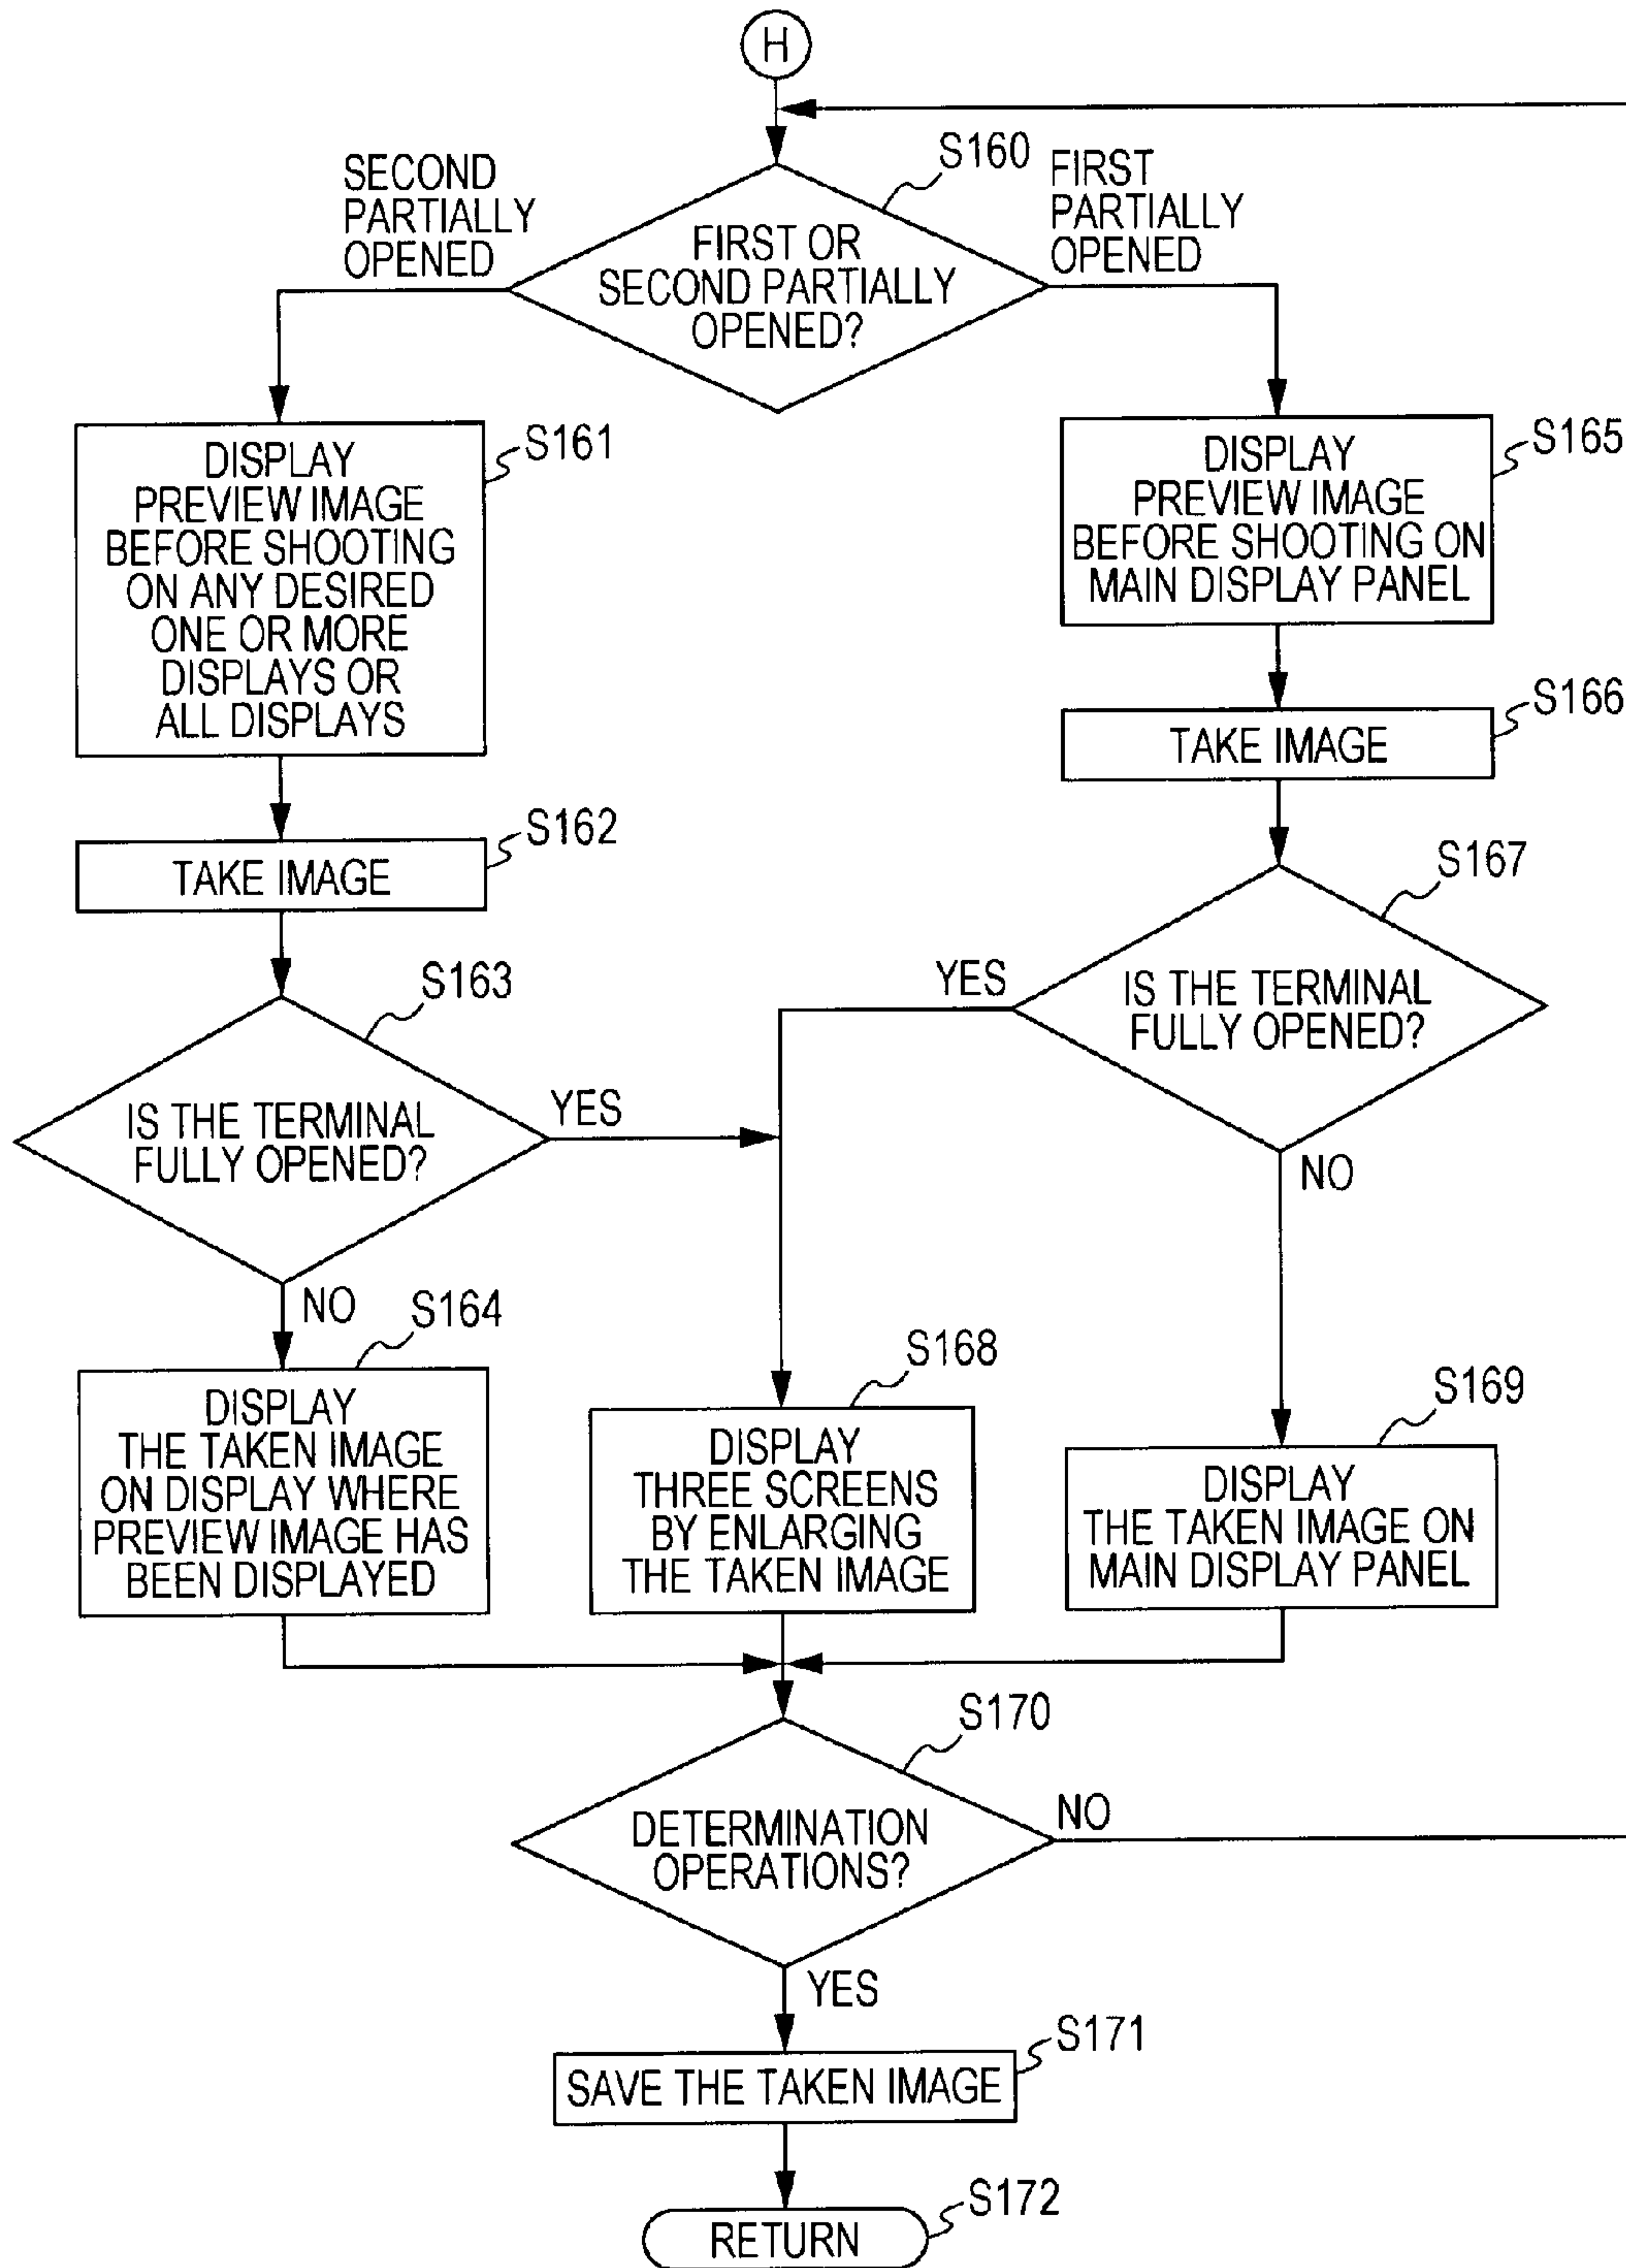 H
S160
SECOND
PARTIALLY
OPENED
FIRST
PARTIALLY
OPENED
FIRST OR
SECOND PARTIALLY
OPENED?
S161
DISPLAY
PREVIEW IMAGE
BEFORE SHOOTING
ON ANY DESIRED
ONE OR MORE
DISPLAYS OR
ALL DISPLAYS
S165
DISPLAY
PREVIEW IMAGE
BEFORE SHOOTING ON
MAIN DISPLAY PANEL
S166
TAKE IMAGE
S162
TAKE IMAGE
S167
YES
IS THE TERMINAL
FULLY OPENED?
NO
S163
YES
IS THE TERMINAL
FULLY OPENED?
NO
S164
DISPLAY
THE TAKEN IMAGE
ON DISPLAY WHERE
PREVIEW IMAGE HAS
BEEN DISPLAYED
S168
DISPLAY
THREE SCREENS
BY ENLARGING
THE TAKEN IMAGE
S169
DISPLAY
THE TAKEN IMAGE ON
MAIN DISPLAY PANEL
S170
DETERMINATION
OPERATIONS?
NO
YES
S171
SAVE THE TAKEN IMAGE
S172
RETURN